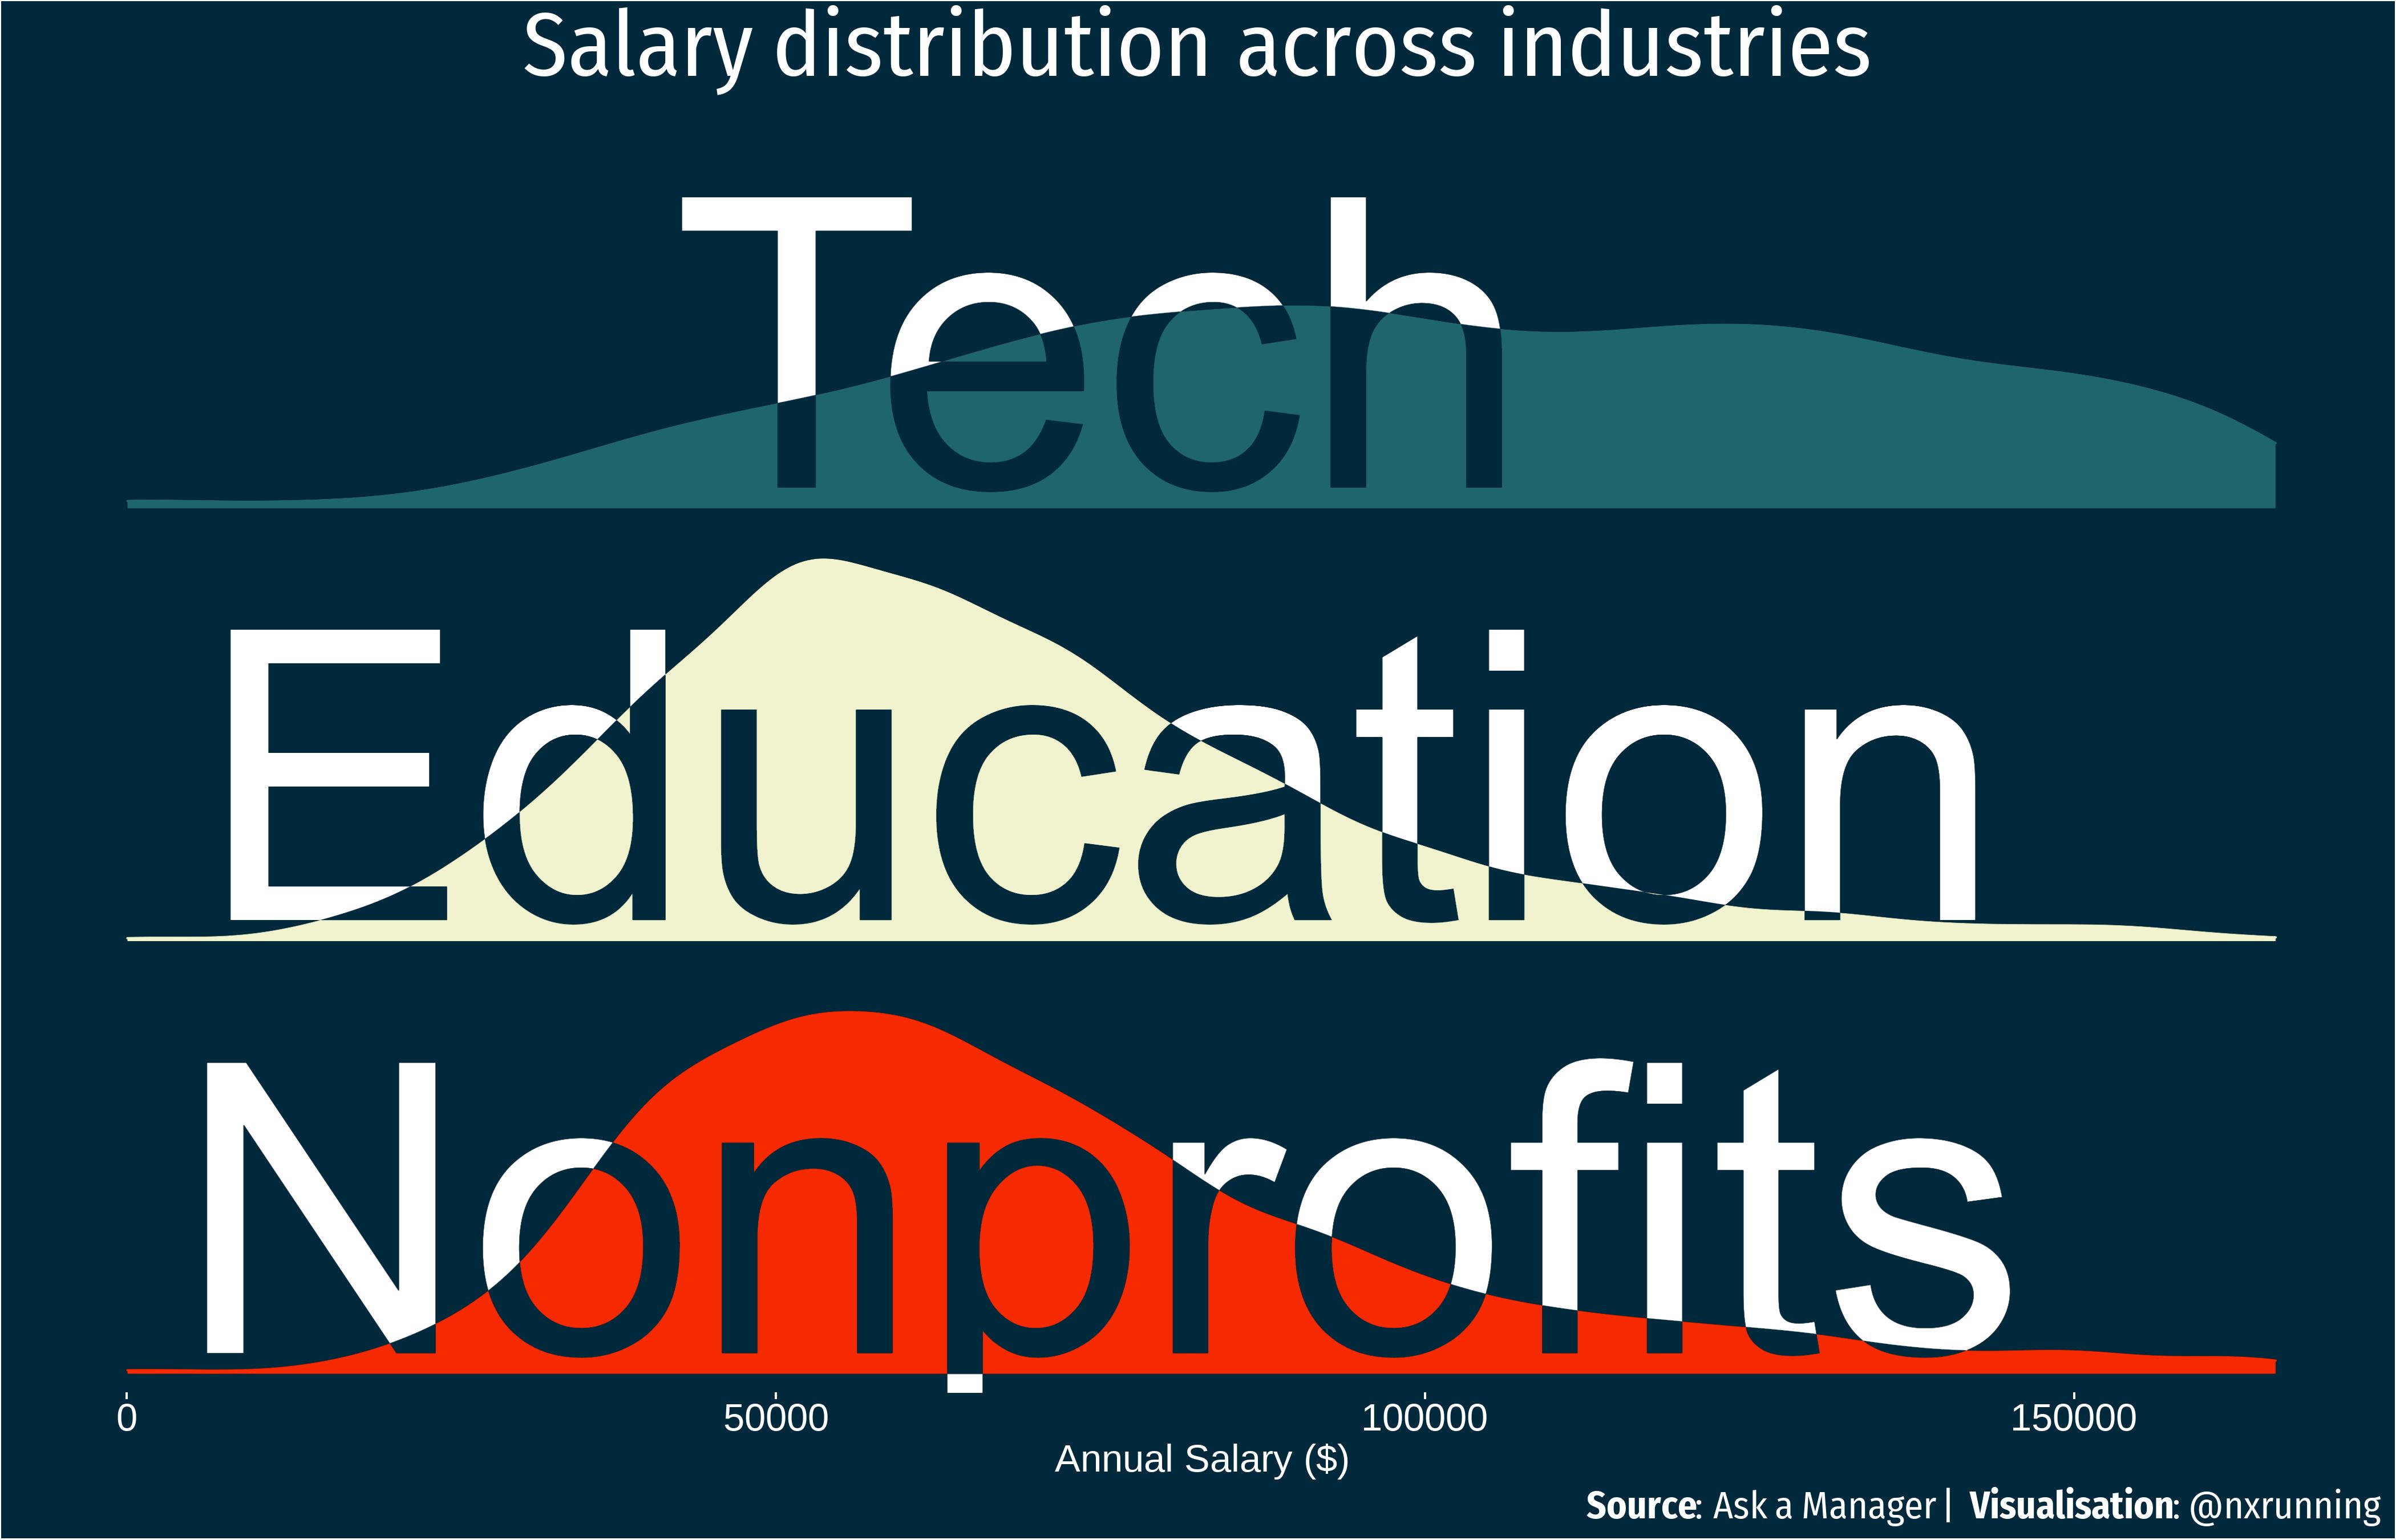 Salary distribution across industries
Tech
Education
Nonprofits
0 50000 100000 150000
Annual Salary ($)
Source: Ask a Manager | Visualisation: @nxrunning